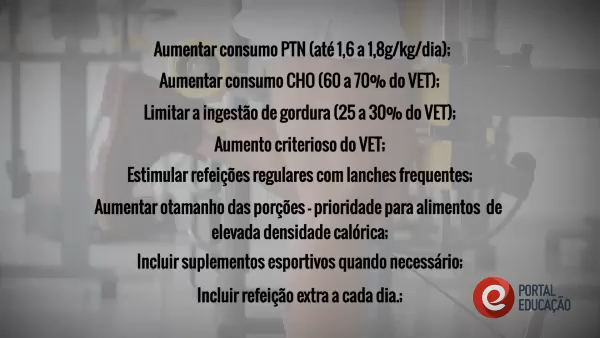 Aumentar consumo PTN (até 1,6 a 1,8g/kg/dia);
Aumentar consumo CHO (60 a 70% do VET);
Limitar a ingestão de gordura (25 a 30% do VET);
Aumento criterioso do VET;
Estimular refeições regulares com lanches frequentes;
Aumentar otamanho das porções - prioridade para alimentos de
elevada densidade calórica;
Incluir suplementos esportivos quando necessário;
Incluir refeição extra a cada dia.;
e PORTAL
EDUCAÇÃO